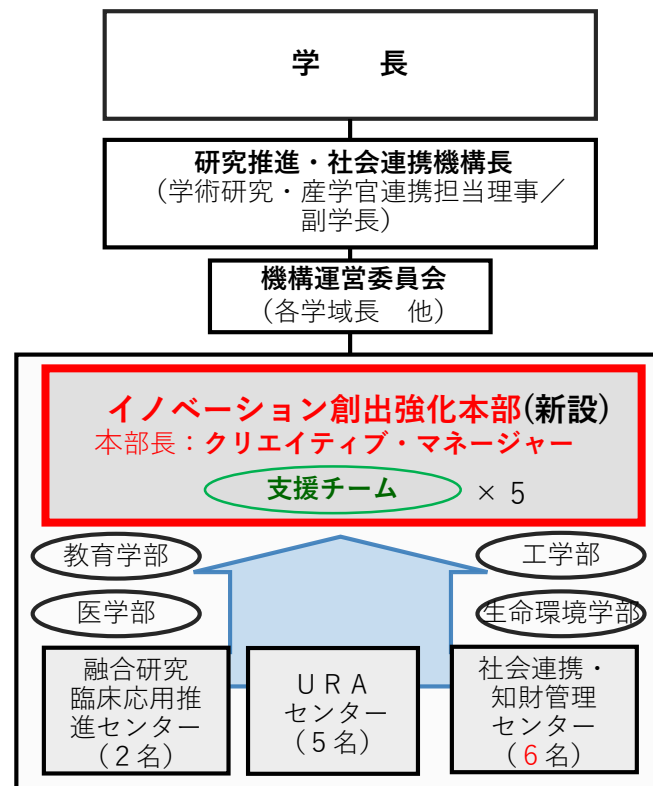 学　　長
研究推進・社会連携機構長
（学術研究・産学官連携担当理事／
副学長）
機構運営委員会
（各学域長　他）
イノベーション創出強化本部(新設)
本部長：クリエイティブ・マネージャー
支援チーム
× 5
教育学部
工学部
医学部
生命環境学部
融合研究
臨床応用推
進センター
（２名）
ＵＲＡ
センター
（５名）
社会連携・
知財管理
センター
（６名）